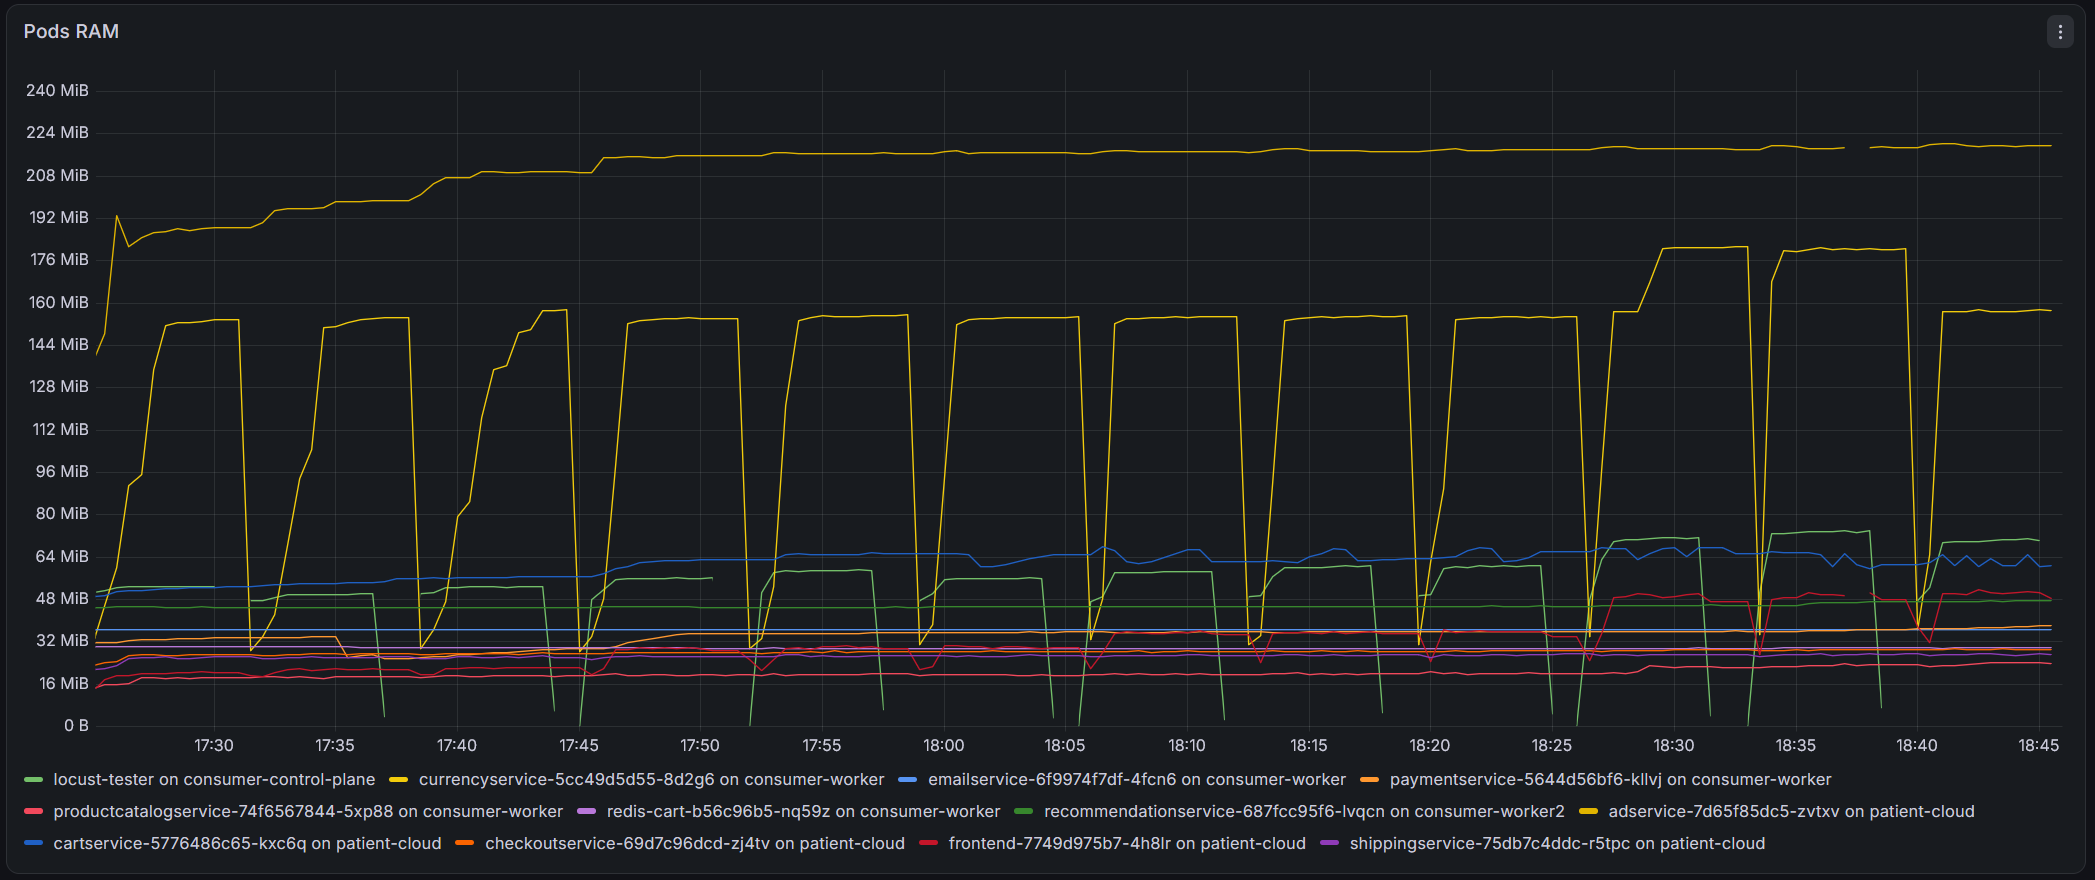 Pods RAM
240 MiB
224 MiB
208 MiB
192 MiB
176 MiB
160 MiB
144 MiB
128 MiB
112 MiB
96 MiB
80 MiB
64 MiB
48 MiB
32 MiB
16 MiB
0 B
17:30 17:35 17:40 17:45 17:50 17:55 18:00 18:05 18:10 18:15 18:20 18:25 18:30 18:35 18:40 18:45
locust-tester on consumer-control-plane currencyservice-5cc49d5d55-8d2g6 on consumer-worker emailservice-6f9974f7df-4fcn6 on consumer-worker paymentservice-5644d56bf6-kllvj on consumer-worker
productcatalogservice-74f6567844-5xp88 on consumer-worker redis-cart-b56c96b5-nq59z on consumer-worker recommendationservice-687fcc95f6-lvqcn on consumer-worker2 adservice-7d65f85dc5-zvtxv on patient-cloud
cartservice-5776486c65-kxc6q on patient-cloud checkoutservice-69d7c96dcd-zj4tv on patient-cloud frontend-7749d975b7-4h8lr on patient-cloud shippingservice-75db7c4ddc-r5tpc on patient-cloud